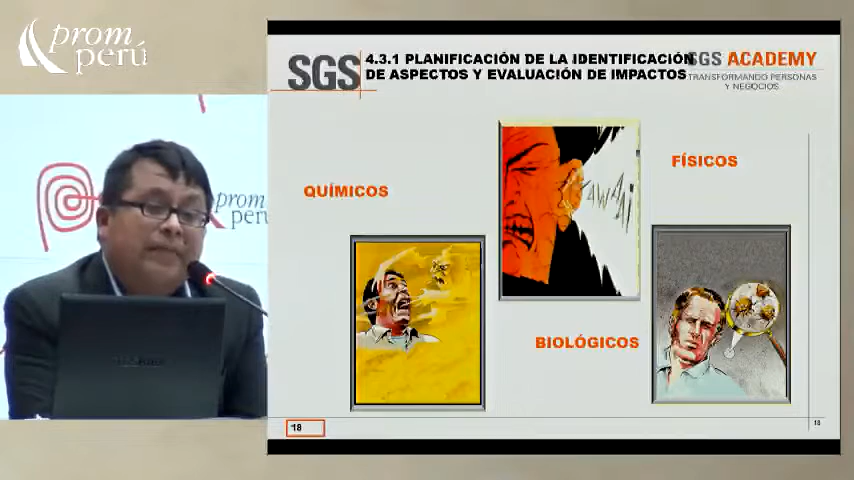 prom
perú
prom
perú
SGS
4.3.1 PLANIFICACIÓN DE LA IDENTIFICACIÓN
DE ASPECTOS Y EVALUACIÓN DE IMPACTOS
SGS ACADEMY
TRANSFORMANDO PERSONAS
Y NEGOCIOS
QUÍMICOS
FÍSICOS
BIOLÓGICOS
18
18